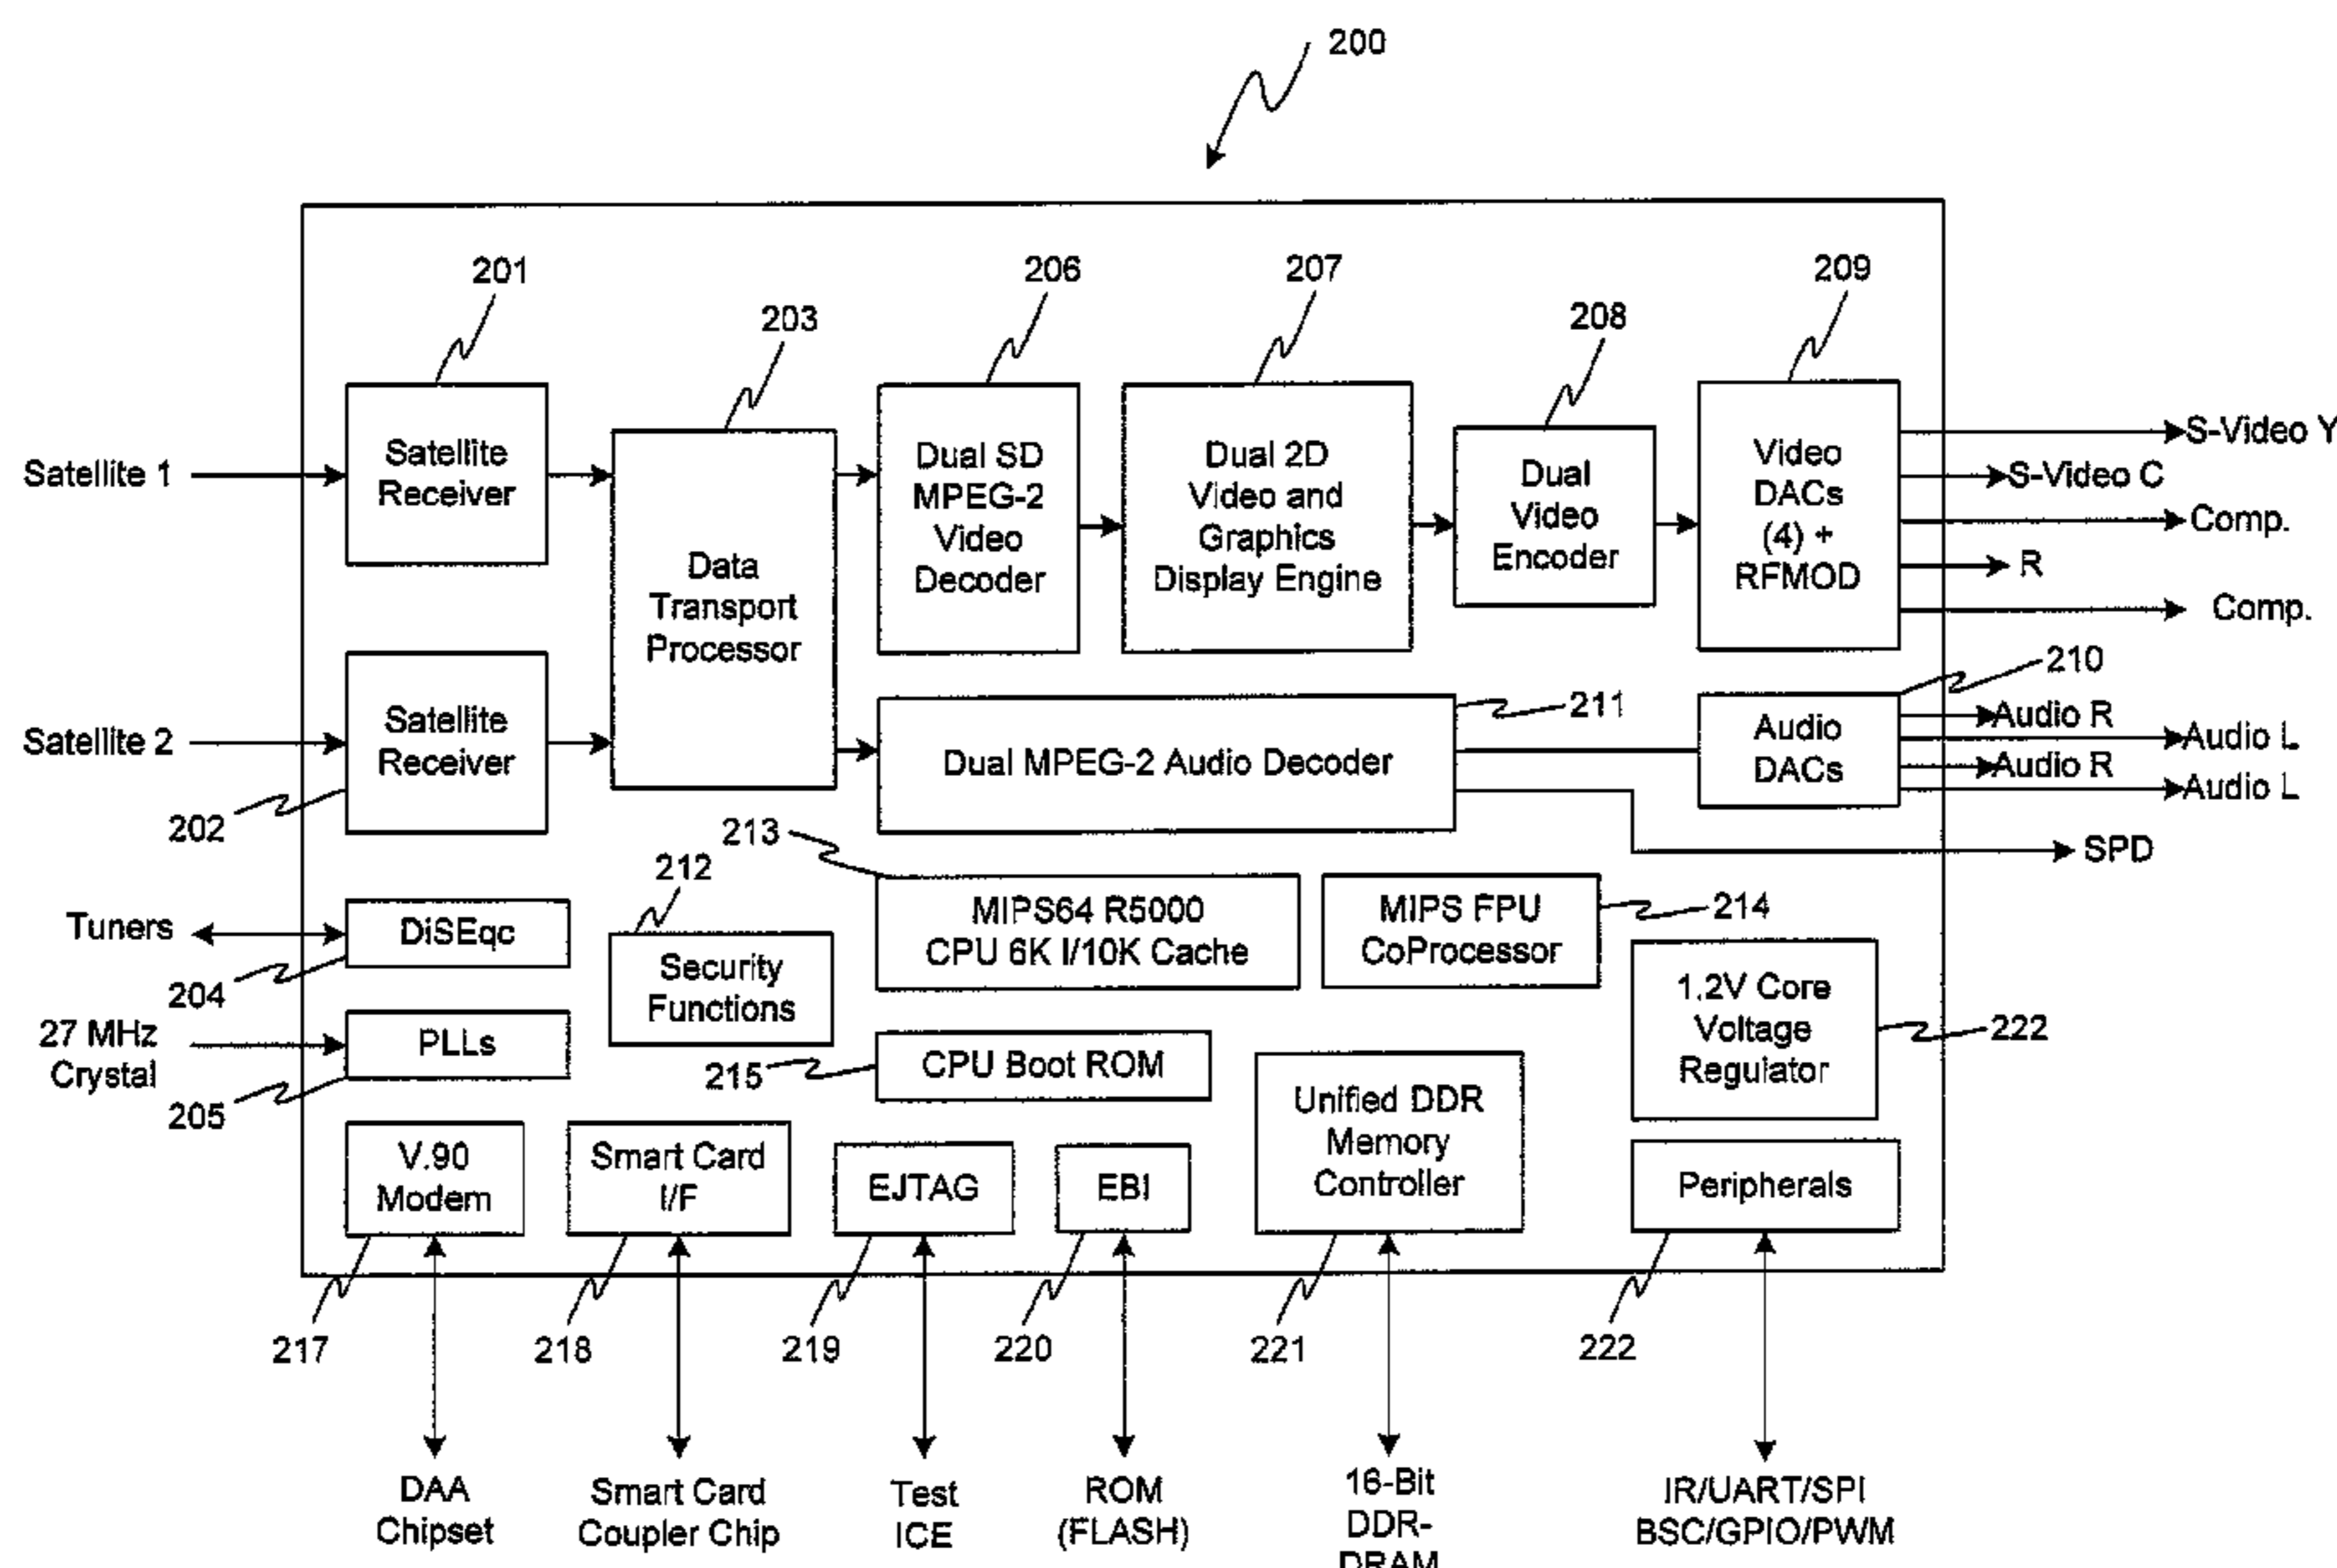 200
201
206
207
209
203
208
Satellite 1
Satellite
Receiver
Data
Transport
Processor
Dual SD
MPEG-2
Video
Decoder
Dual 2D
Video and
Graphics
Display Engine
Dual
Video
Encoder
Video
DACs
(4) +
RFMOD
S-Video Y
S-Video C
Comp.
R
Comp.
210
Satellite 2
Satellite
Receiver
202
Dual MPEG-2 Audio Decoder
211
Audio
DACs
Audio R
Audio L
Audio R
Audio L
SPD
213
212
Tuners
DiSEqc
204
Security
Functions
MIPS64 R5000
CPU 6K I/10K Cache
MIPS FPU
CoProcessor
214
1.2V Core
Voltage
Regulator
222
27 MHz
Crystal
PLLs
205
215
CPU Boot ROM
Unified DDR
Memory
Controller
V.90
Modem
Smart Card
I/F
EJTAG
EBI
Peripherals
217
218
219
220
221
222
DAA
Chipset
Smart Card
Coupler Chip
Test
ICE
ROM
(FLASH)
16-Bit
DDR-
DRAM
IR/UART/SPI
BSC/GPIO/PWM